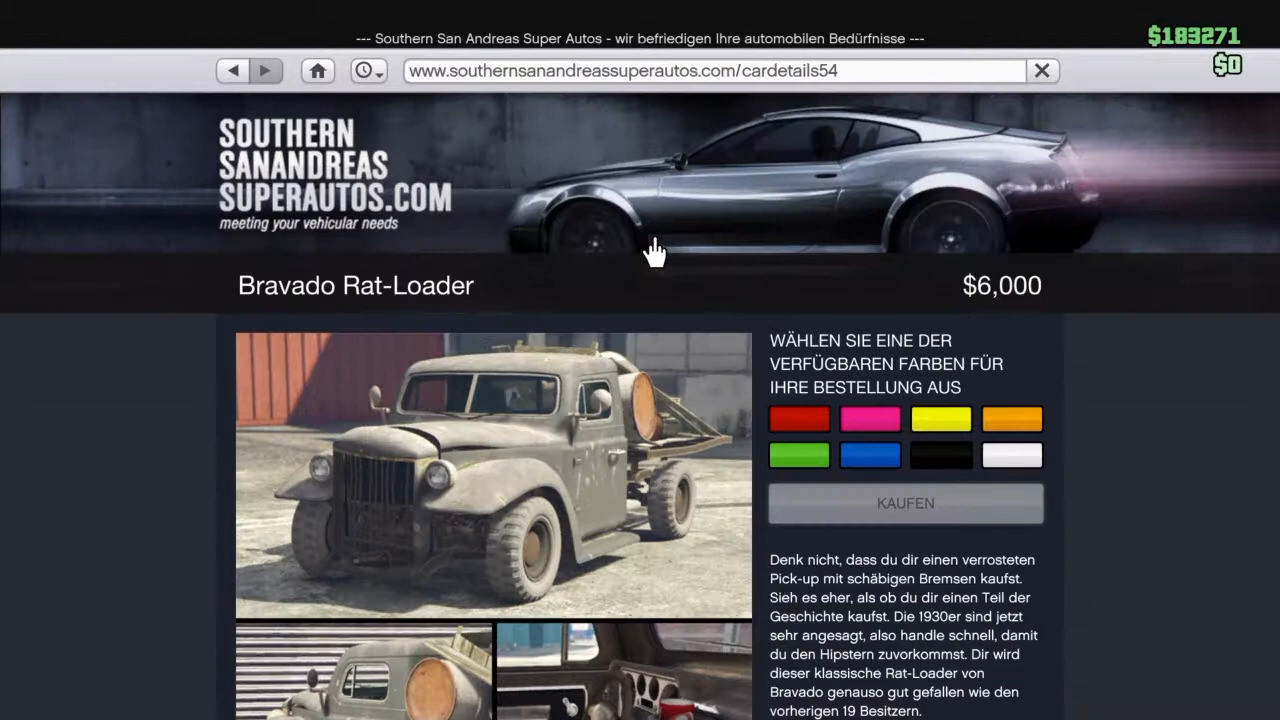 --- Southern San Andreas Super Autos - wir befriedigen Ihre automobilen Bedürfnisse ---
$183271
$0
www.southernsanandreassuperautos.com/cardetails54
SOUTHERN
SANANDREAS
SUPERAUTOS.COM
meeting your vehicular needs
Bravado Rat-Loader
$6,000
WÄHLEN SIE EINE DER
VERFÜGBAREN FARBEN FÜR
IHRE BESTELLUNG AUS
KAUFEN
Denk nicht, dass du dir einen verrosteten
Pick-up mit schäbigen Bremsen kaufst.
Sieh es eher, als ob du dir einen Teil der
Geschichte kaufst. Die 1930er sind jetzt
sehr angesagt, also handle schnell, damit
du den Hipstern zuvorkommst. Dir wird
dieser klassische Rat-Loader von
Bravado genauso gut gefallen wie den
vorherigen 19 Besitzern.